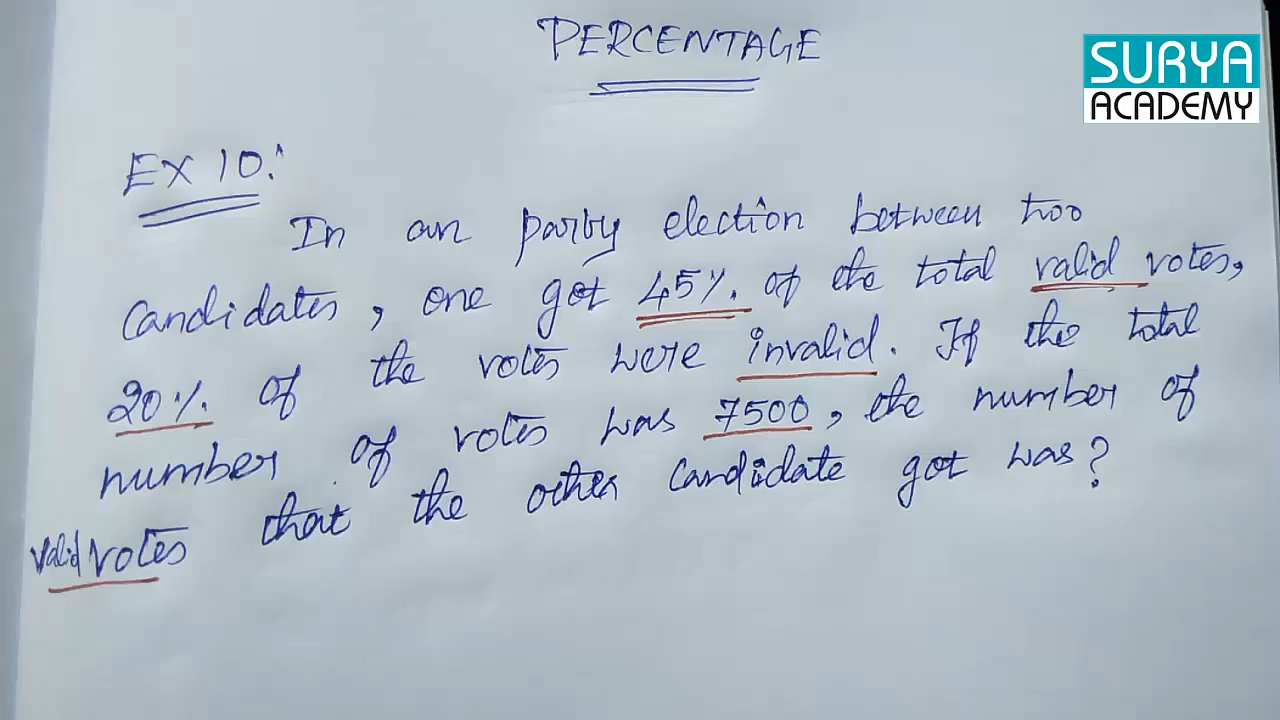 PERCENTAGE
SURYA
ACADEMY
EX 10:
In an party election between two
candidates, one got 45% of the total valid votes,
20% of the votes were invalid. If the total
number of votes was 7500, the number of
valid votes that the other candidate got was?